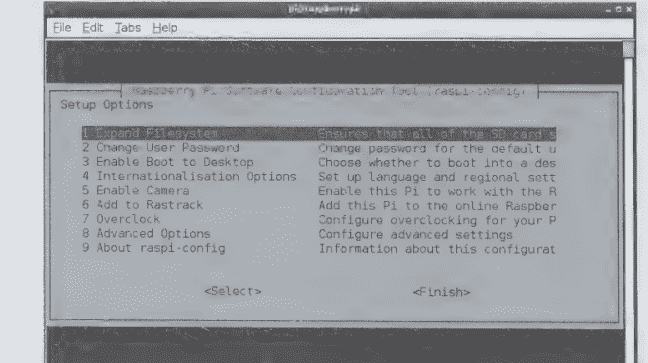 pi@raspberrypi
File Edit Tabs Help
Raspberry Pi Software Configuration Tool (raspi-config)
Setup Options
1 Expand Filesystem Ensures that all of the SD card s
2 Change User Password Change password for the default u
3 Enable Boot to Desktop Choose whether to boot into a des
4 Internationalisation Options Set up language and regional sett
5 Enable Camera Enable this Pi to work with the R
6 Add to Rastrack Add this Pi to the online Raspber
7 Overclock Configure overclocking for your P
8 Advanced Options Configure advanced settings
9 About raspi-config Information about this configurat
<Select> <Finish>